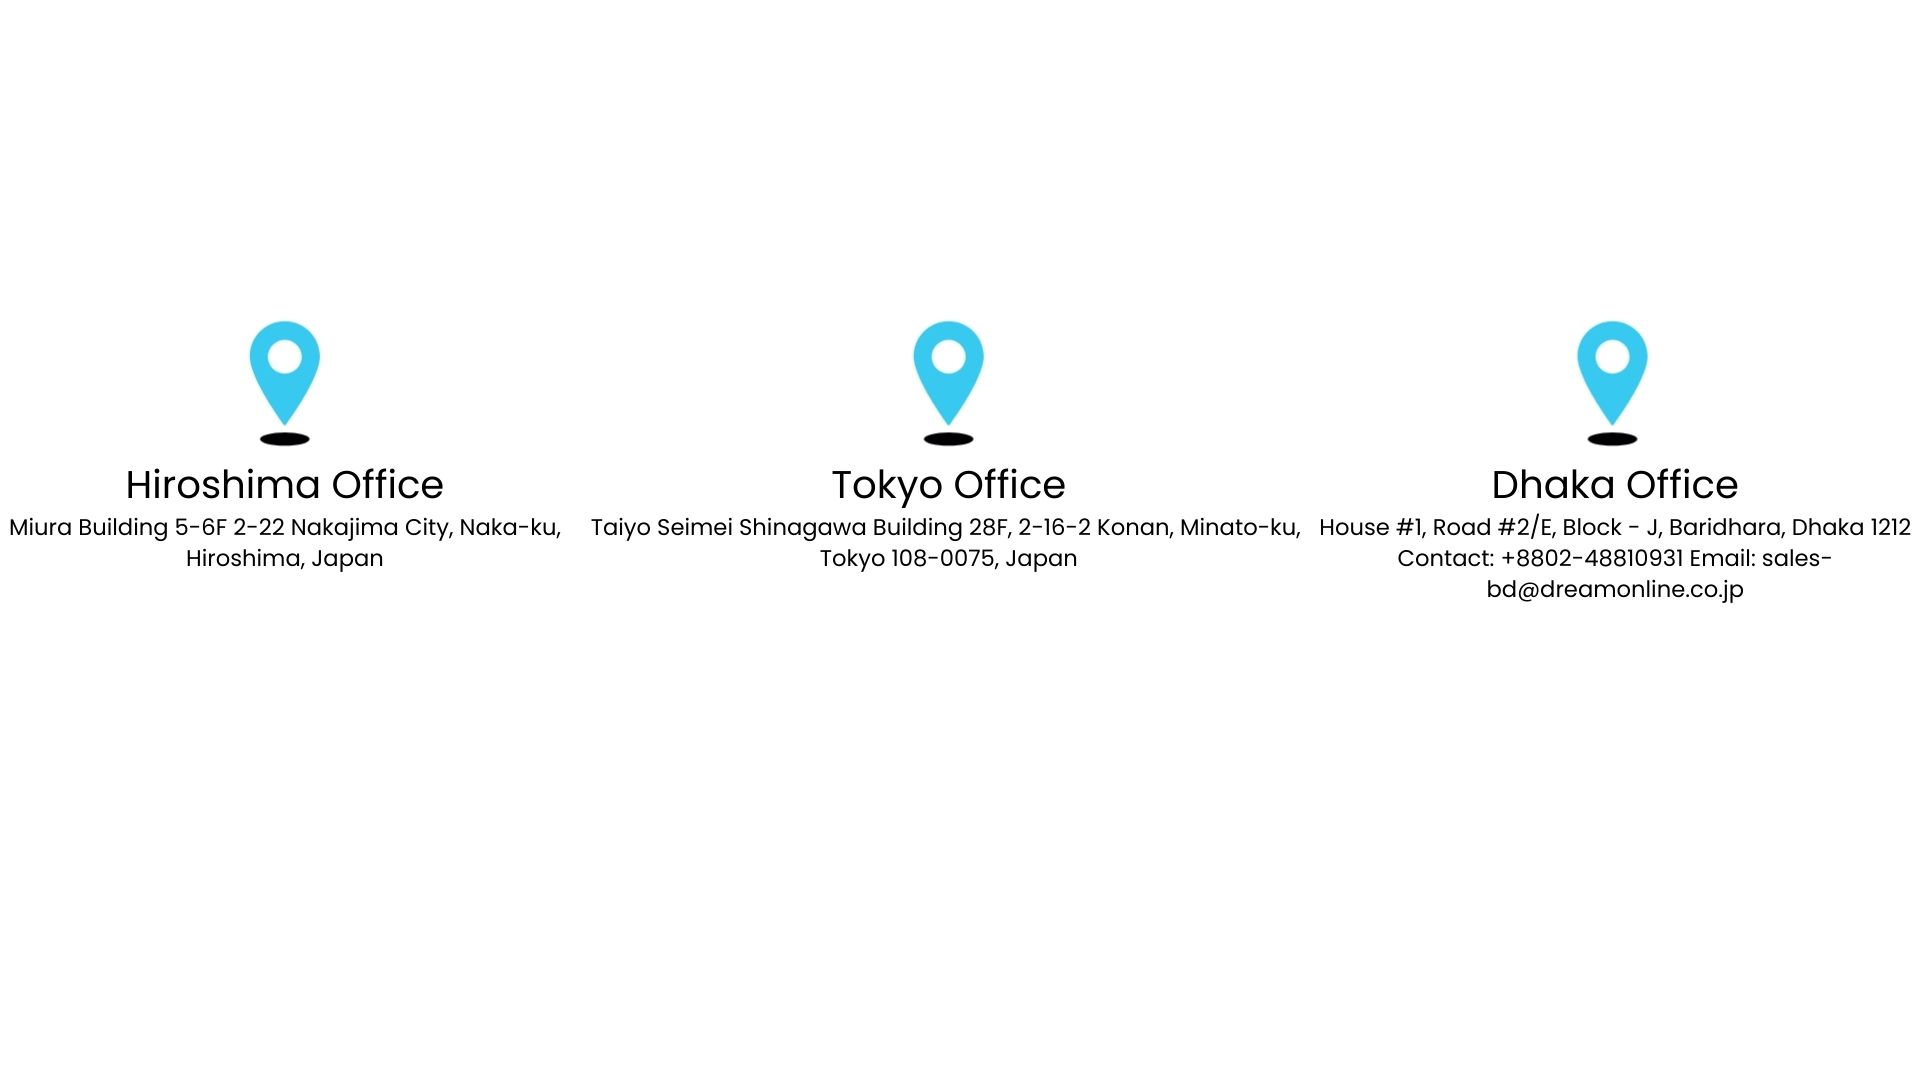 Hiroshima Office
Miura Building 5-6F 2-22 Nakajima City, Naka-ku,
Hiroshima, Japan
Tokyo Office
Taiyo Seimei Shinagawa Building 28F, 2-16-2 Konan, Minato-ku,
Tokyo 108-0075, Japan
Dhaka Office
House #1, Road #2/E, Block - J, Baridhara, Dhaka 1212
Contact: +8802-48810931 Email: sales-
bd@dreamonline.co.jp